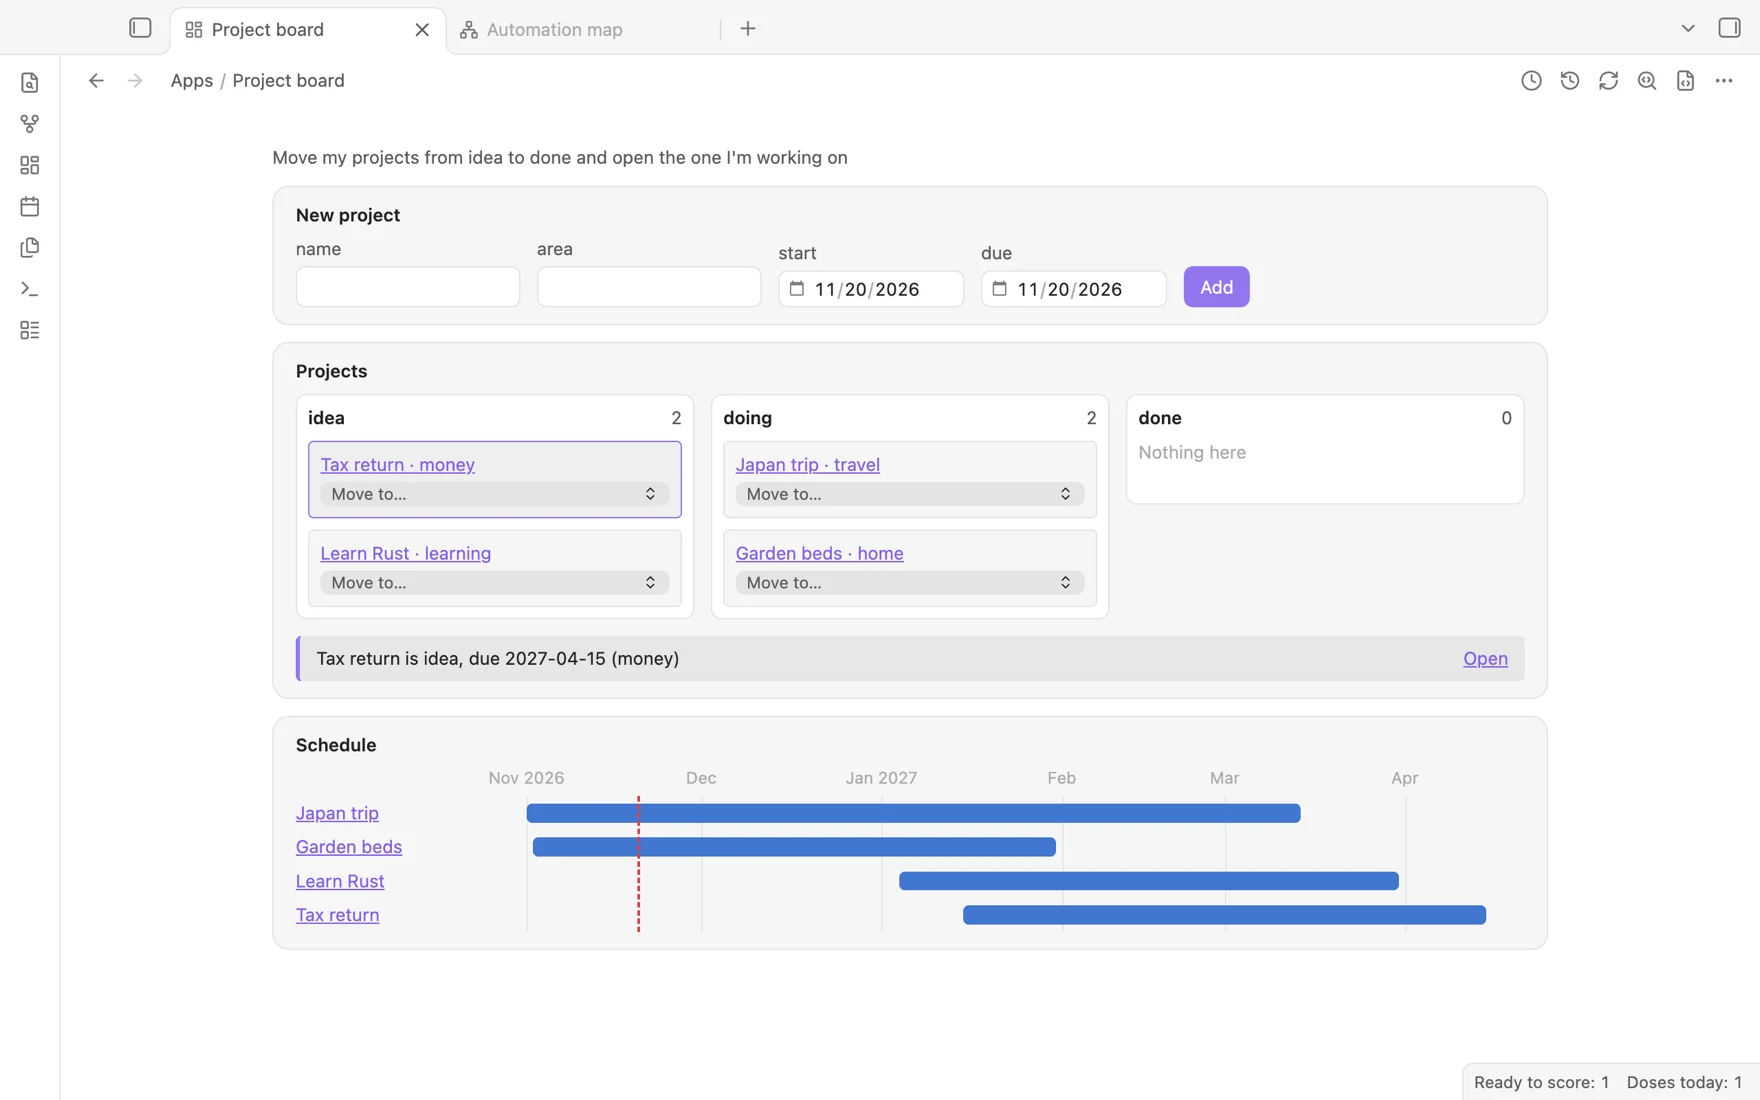 Project board
Automation map
Apps / Project board
Move my projects from idea to done and open the one I'm working on
New project
name
area
start
due
11/20/2026
11/20/2026
Add
Projects
idea 2
Tax return · money
Move to...
Learn Rust · learning
Move to...
doing 2
Japan trip · travel
Move to...
Garden beds · home
Move to...
done 0
Nothing here
Tax return is idea, due 2027-04-15 (money)
Open
Schedule
Nov 2026 Dec Jan 2027 Feb Mar Apr
Japan trip
Garden beds
Learn Rust
Tax return
Ready to score: 1 Doses today: 1